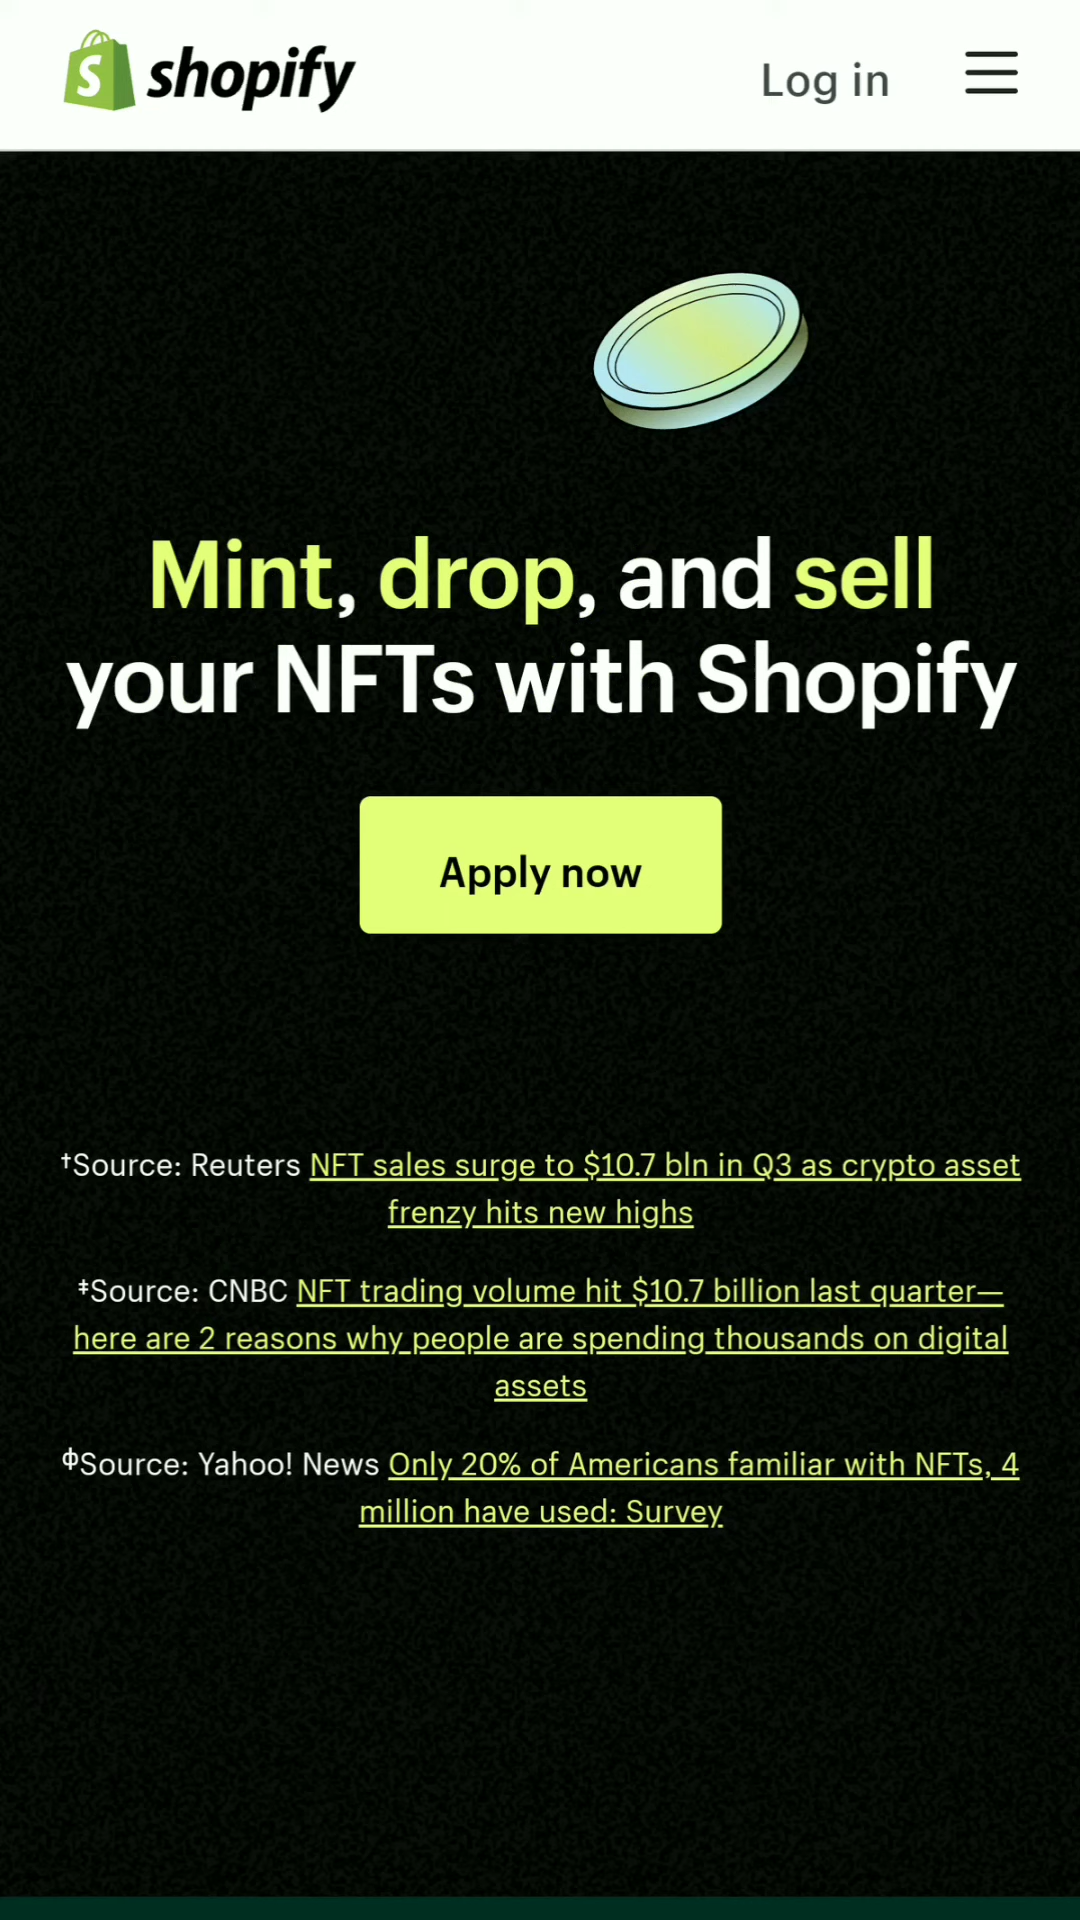 shopify
Log in
Mint, drop, and sell
your NFTs with Shopify
Apply now
†Source: Reuters NFT sales surge to $10.7 bln in Q3 as crypto asset
frenzy hits new highs
‡Source: CNBC NFT trading volume hit $10.7 billion last quarter—
here are 2 reasons why people are spending thousands on digital
assets
ΦSource: Yahoo! News Only 20% of Americans familiar with NFTs, 4
million have used: Survey